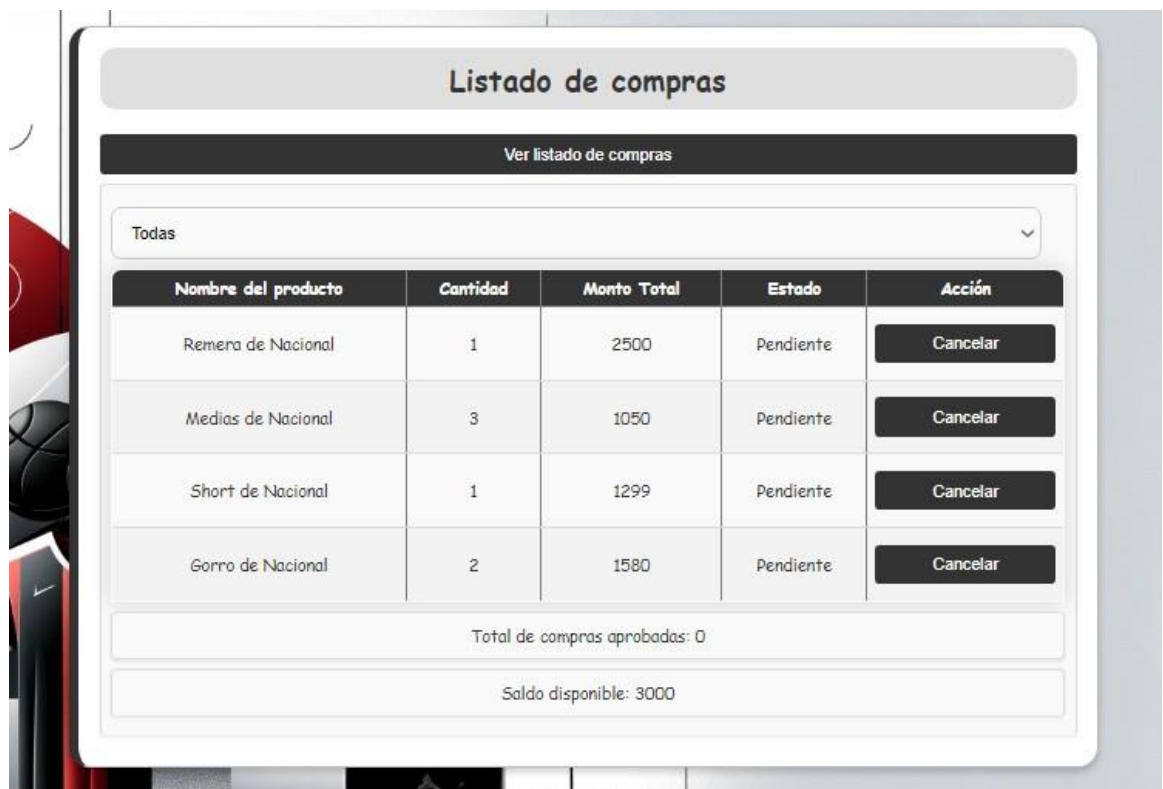 Listado de compras
Ver listado de compras
Todas
Nombre del producto Cantidad Monto Total Estado Acción
Remera de Nacional 1 2500 Pendiente Cancelar
Medias de Nacional 3 1050 Pendiente Cancelar
Short de Nacional 1 1299 Pendiente Cancelar
Gorro de Nacional 2 1580 Pendiente Cancelar
Total de compras aprobadas: 0
Saldo disponible: 3000